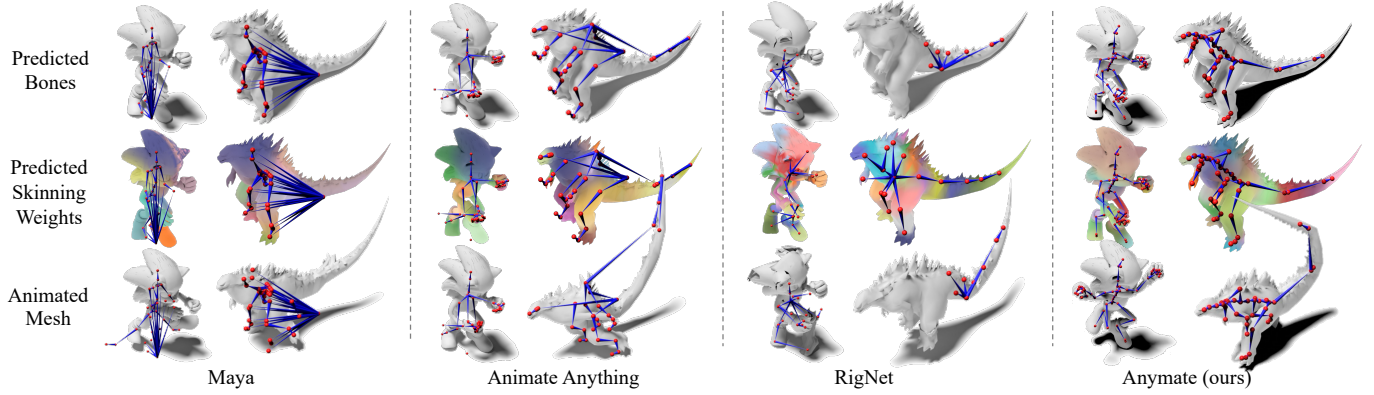 Predicted
Bones
Predicted
Skinning
Weights
Animated
Mesh
Maya
Animate Anything
RigNet
Anymate (ours)